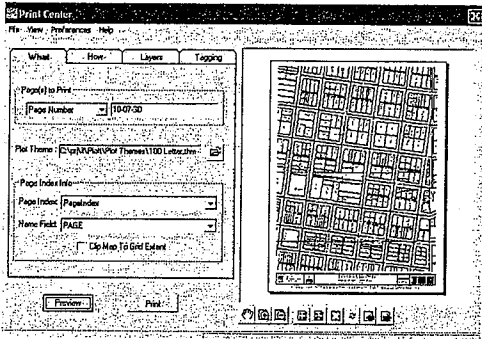 Print Center
File View Preferences Help
What How Layers Tagging
Page(s) to Print
Page Number 10-07-30
Plot Theme :
Page Index Info
Page Index: PageIndex
Name Field: PAGE
Clip Map To Grid Extent
Preview Print